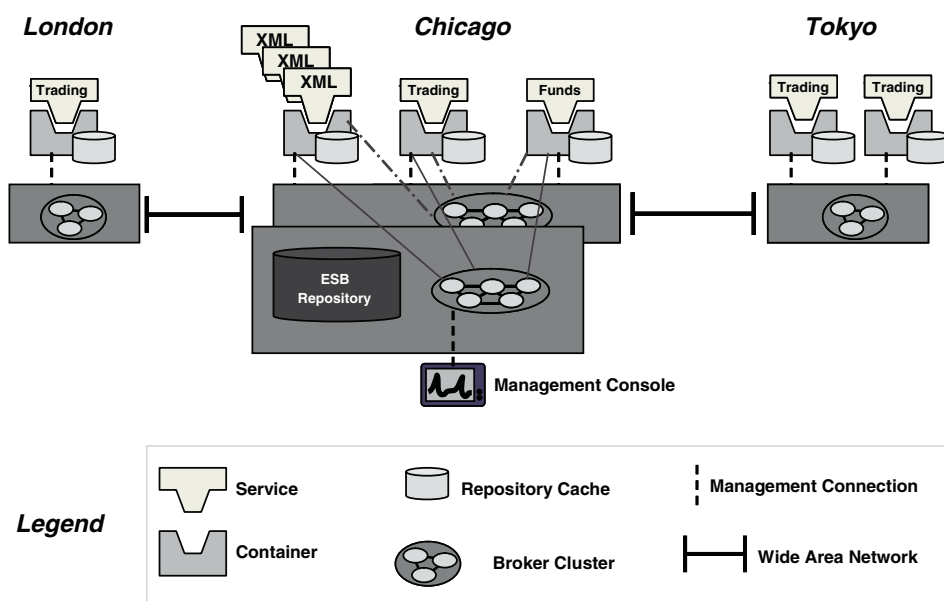 London
Chicago
Tokyo
XML
XML
XML
Trading
Trading
Funds
Trading
Trading
ESB
Repository
Management Console
Legend
Service
Repository Cache
Management Connection
Container
Broker Cluster
Wide Area Network